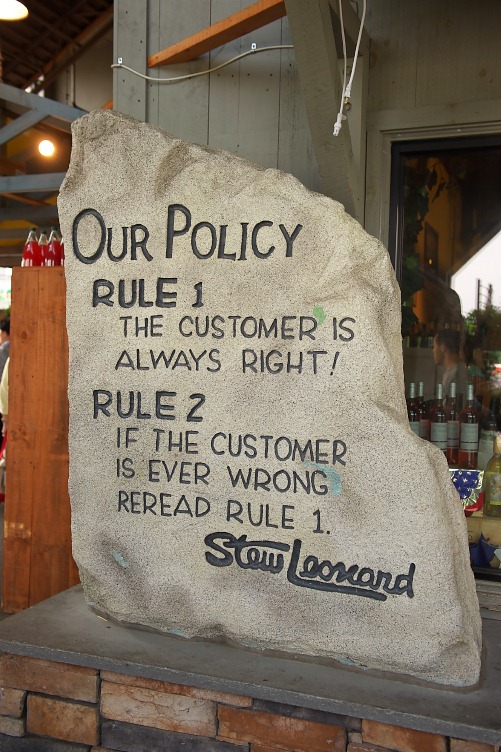 OUR POLICY
RULE 1
THE CUSTOMER IS
ALWAYS RIGHT!
RULE 2
IF THE CUSTOMER
IS EVER WRONG
REREAD RULE 1.
Stew Leonard